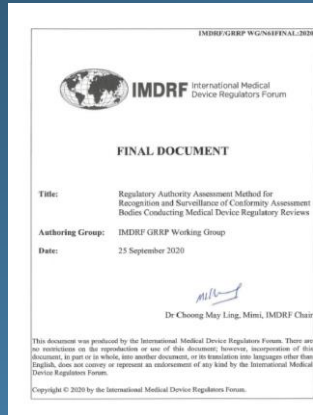 IMDRF/GRRP WG/N61FINAL:2020
IMDRF International Medical
Device Regulators Forum
FINAL DOCUMENT
Title: Regulatory Authority Assessment Method for
Recognition and Surveillance of Conformity Assessment
Bodies Conducting Medical Device Regulatory Reviews
Authoring Group: IMDRF GRRP Working Group
Date: 25 September 2020
Dr Choong May Ling, Mimi, IMDRF Chair
This document was produced by the International Medical Device Regulators Forum. There are
no restrictions on the reproduction or use of this document; however, incorporation of this
document, in part or in whole, into another document, or its translation into languages other than
English, does not convey or represent an endorsement of any kind by the International Medical
Device Regulators Forum.
Copyright © 2020 by the International Medical Device Regulators Forum.